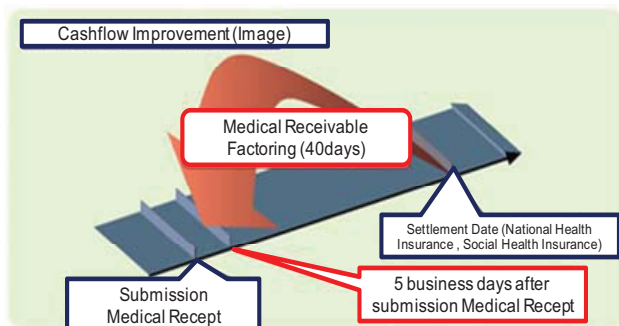 Cashflow Improvement (Image)
Medical Receivable
Factoring (40days)
Settlement Date (National Health
Insurance , Social Health Insurance)
5 business days after
submission Medical Recept
Submission
Medical Recept